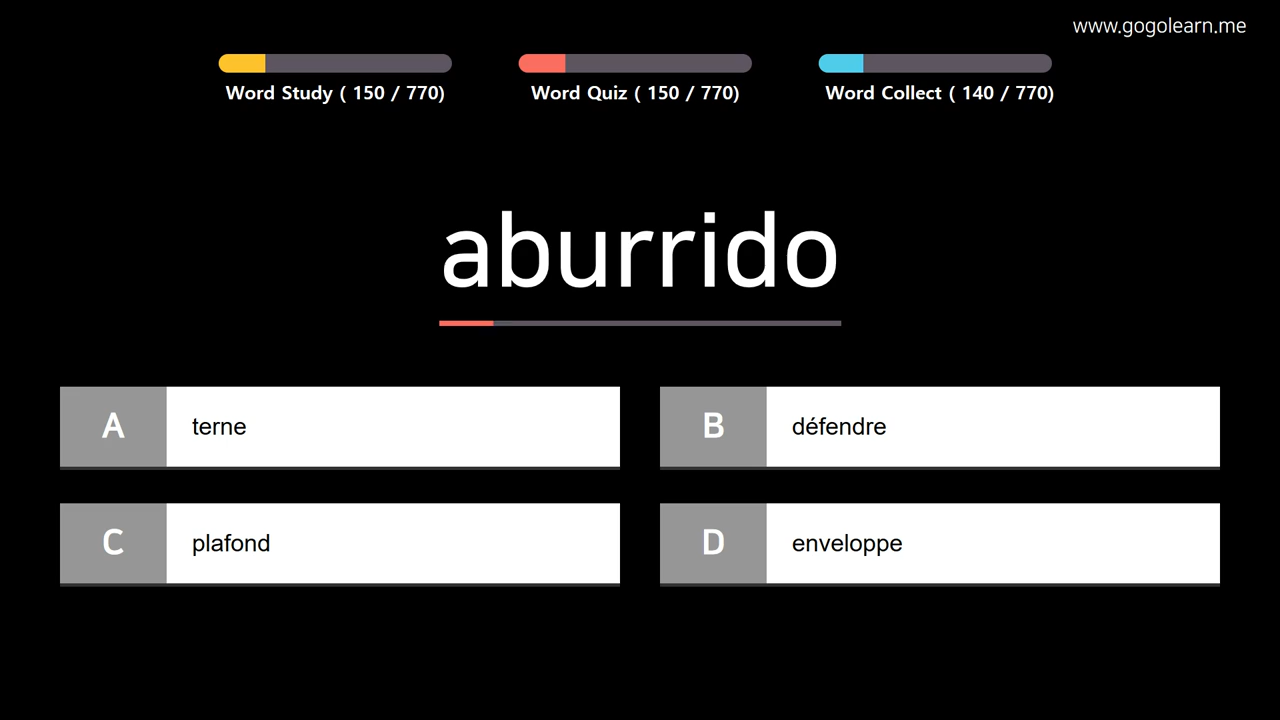 www.gogolearn.me
Word Study ( 150 / 770)
Word Quiz ( 150 / 770)
Word Collect ( 140 / 770)
aburrido
A terne
B défendre
C plafond
D enveloppe